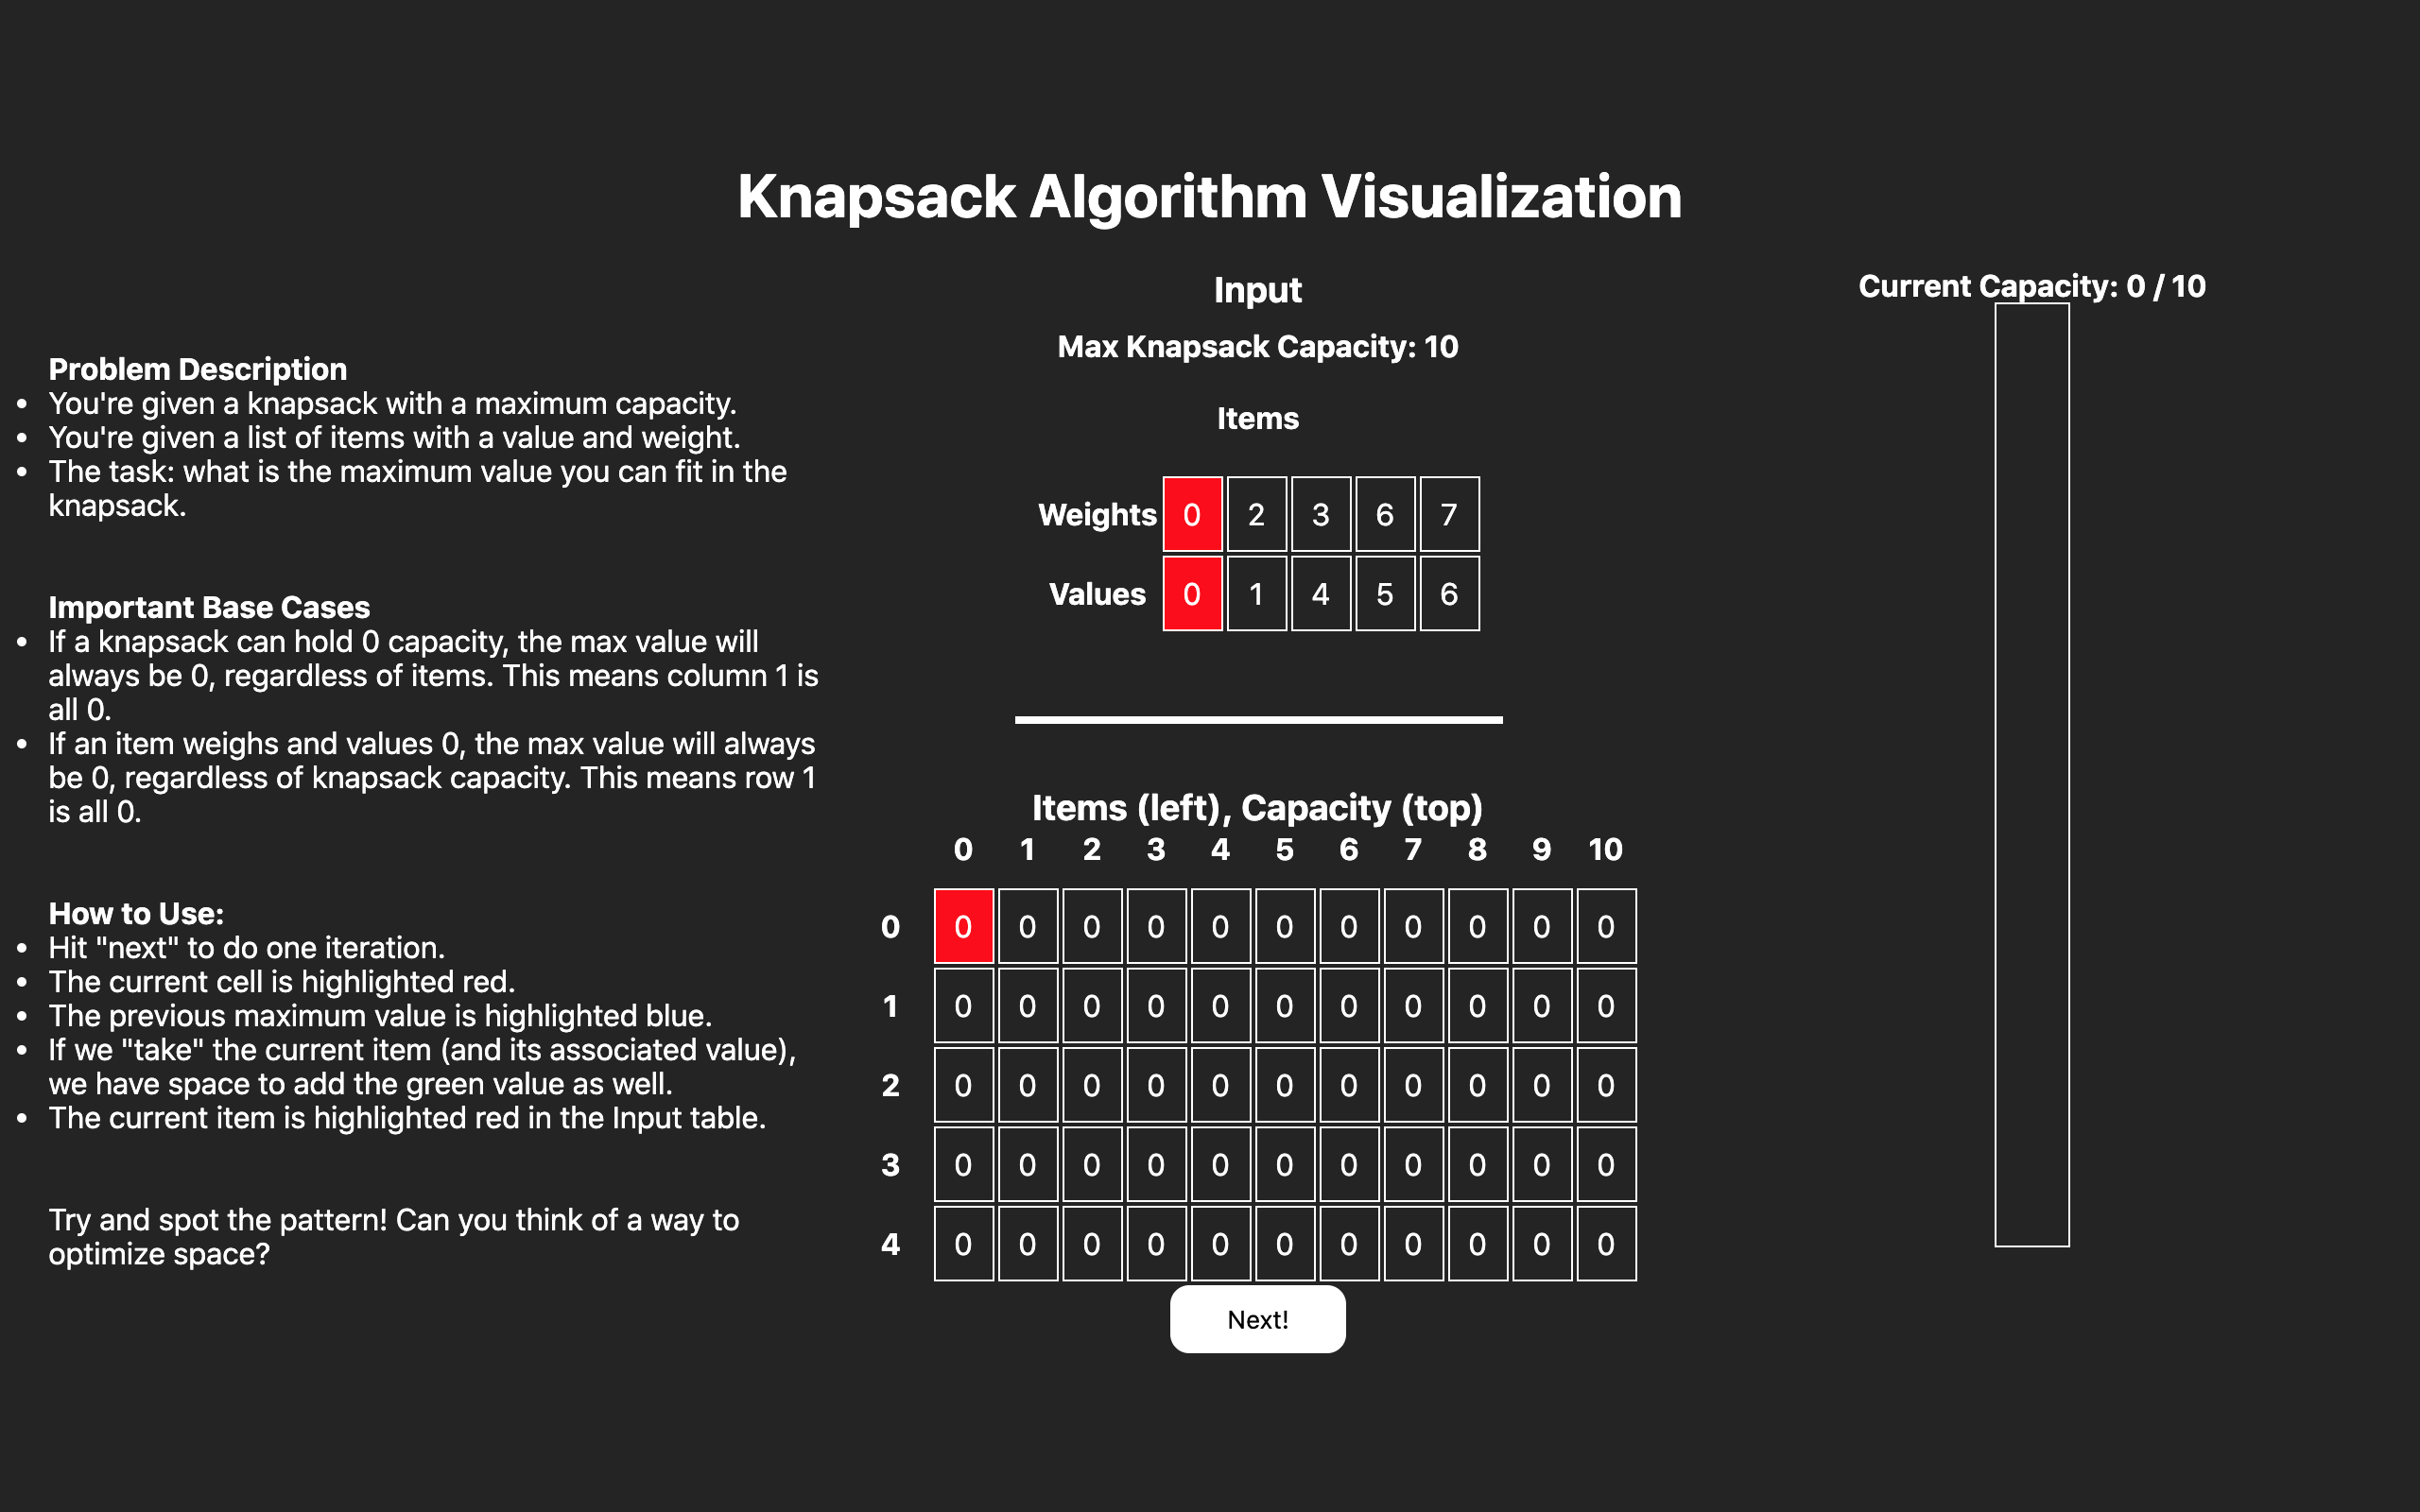 Knapsack Algorithm Visualization
Problem Description
• You're given a knapsack with a maximum capacity.
• You're given a list of items with a value and weight.
• The task: what is the maximum value you can fit in the
knapsack.
Important Base Cases
• If a knapsack can hold 0 capacity, the max value will
always be 0, regardless of items. This means column 1 is
all 0.
• If an item weighs and values 0, the max value will always
be 0, regardless of knapsack capacity. This means row 1
is all 0.
How to Use:
• Hit "next" to do one iteration.
• The current cell is highlighted red.
• The previous maximum value is highlighted blue.
• If we "take" the current item (and its associated value),
we have space to add the green value as well.
• The current item is highlighted red in the Input table.
Try and spot the pattern! Can you think of a way to
optimize space?
Input
Max Knapsack Capacity: 10
Items
Weights 0 2 3 6 7
Values 0 1 4 5 6
Items (left), Capacity (top)
0 1 2 3 4 5 6 7 8 9 10
0 0 0 0 0 0 0 0 0 0 0 0
1 0 0 0 0 0 0 0 0 0 0 0
2 0 0 0 0 0 0 0 0 0 0 0
3 0 0 0 0 0 0 0 0 0 0 0
4 0 0 0 0 0 0 0 0 0 0 0
Next!
Current Capacity: 0 / 10